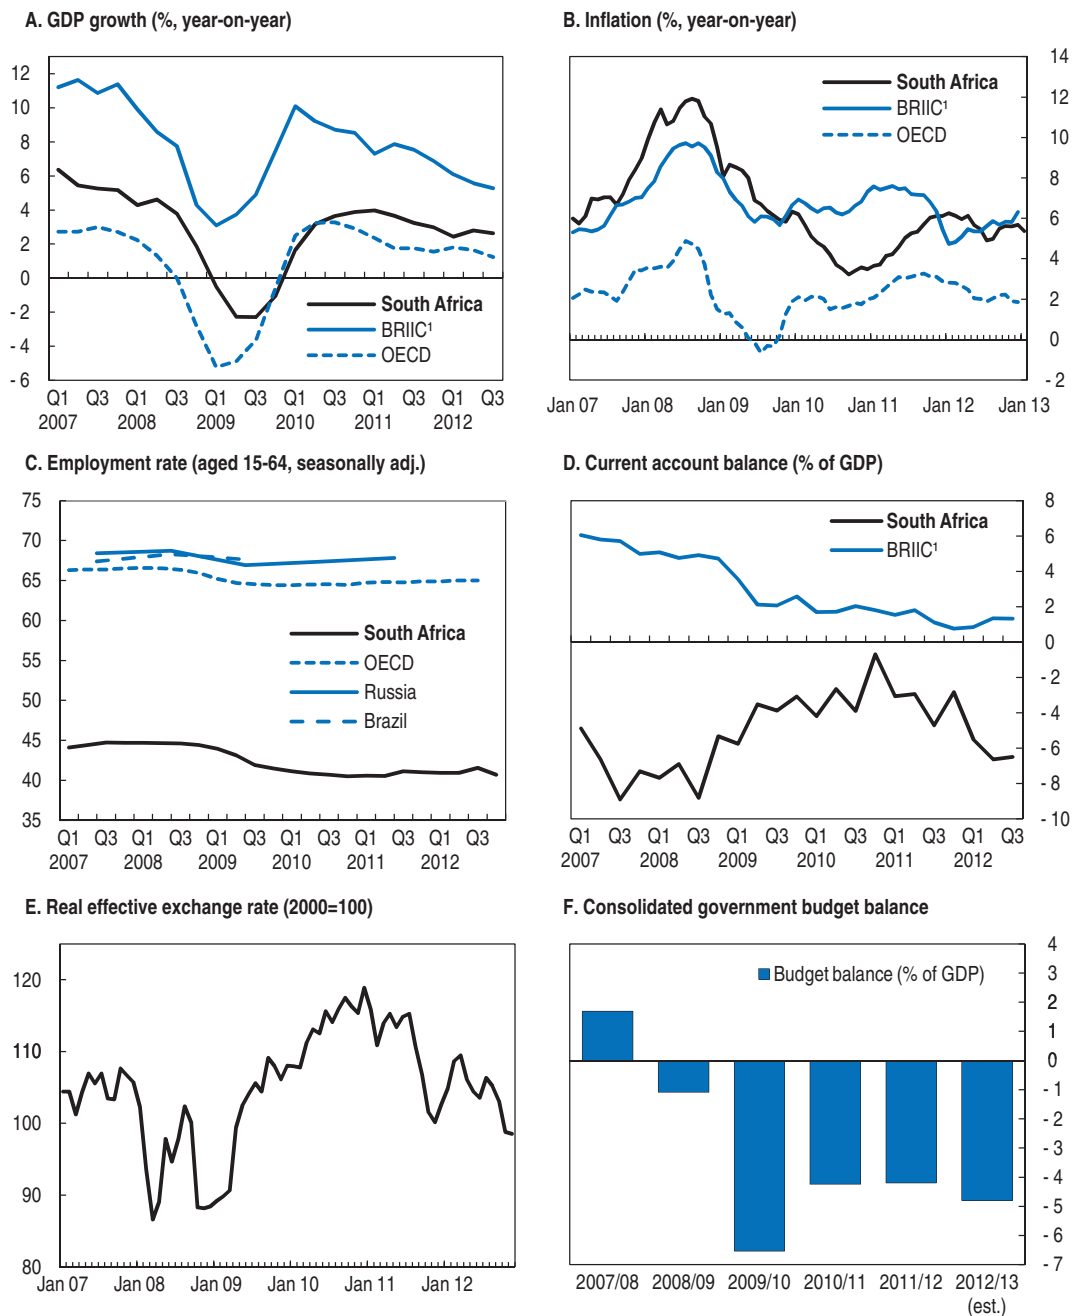 A. GDP growth (%, year-on-year)
12
10
8
6
4
2
0
- 2
- 4
- 6
South Africa
BRIIC¹
OECD
Q1 Q3 Q1 Q3 Q1 Q3 Q1 Q3 Q1 Q3 Q1 Q3
2007 2008 2009 2010 2011 2012
B. Inflation (%, year-on-year)
14
12
10
8
6
4
2
0
- 2
South Africa
BRIIC¹
OECD
Jan 07 Jan 08 Jan 09 Jan 10 Jan 11 Jan 12 Jan 13
C. Employment rate (aged 15-64, seasonally adj.)
75
70
65
60
55
50
45
40
35
South Africa
OECD
Russia
Brazil
Q1 Q3 Q1 Q3 Q1 Q3 Q1 Q3 Q1 Q3 Q1 Q3
2007 2008 2009 2010 2011 2012
D. Current account balance (% of GDP)
8
6
4
2
0
- 2
- 4
- 6
- 8
- 10
South Africa
BRIIC¹
Q1 Q3 Q1 Q3 Q1 Q3 Q1 Q3 Q1 Q3 Q1 Q3
2007 2008 2009 2010 2011 2012
E. Real effective exchange rate (2000=100)
120
110
100
90
80
Jan 07 Jan 08 Jan 09 Jan 10 Jan 11 Jan 12
F. Consolidated government budget balance
4
3
2
1
0
- 1
- 2
- 3
- 4
- 5
- 6
- 7
Budget balance (% of GDP)
2007/08 2008/09 2009/10 2010/11 2011/12 2012/13
(est.)